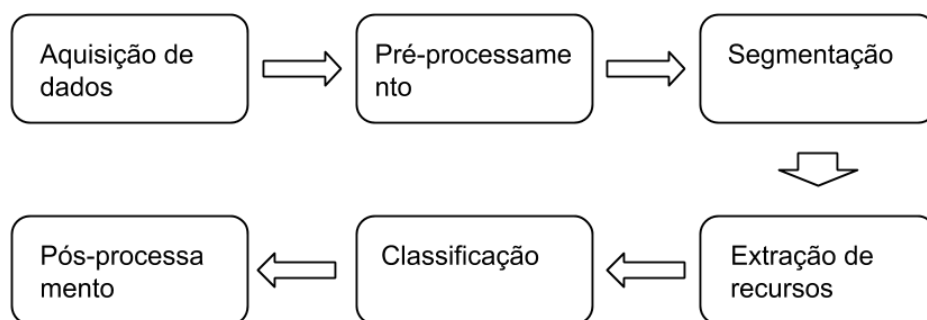 Aquisição de
dados
Pré-processame
nto
Segmentação
Extração de
recursos
Classificação
Pós-processa
mento